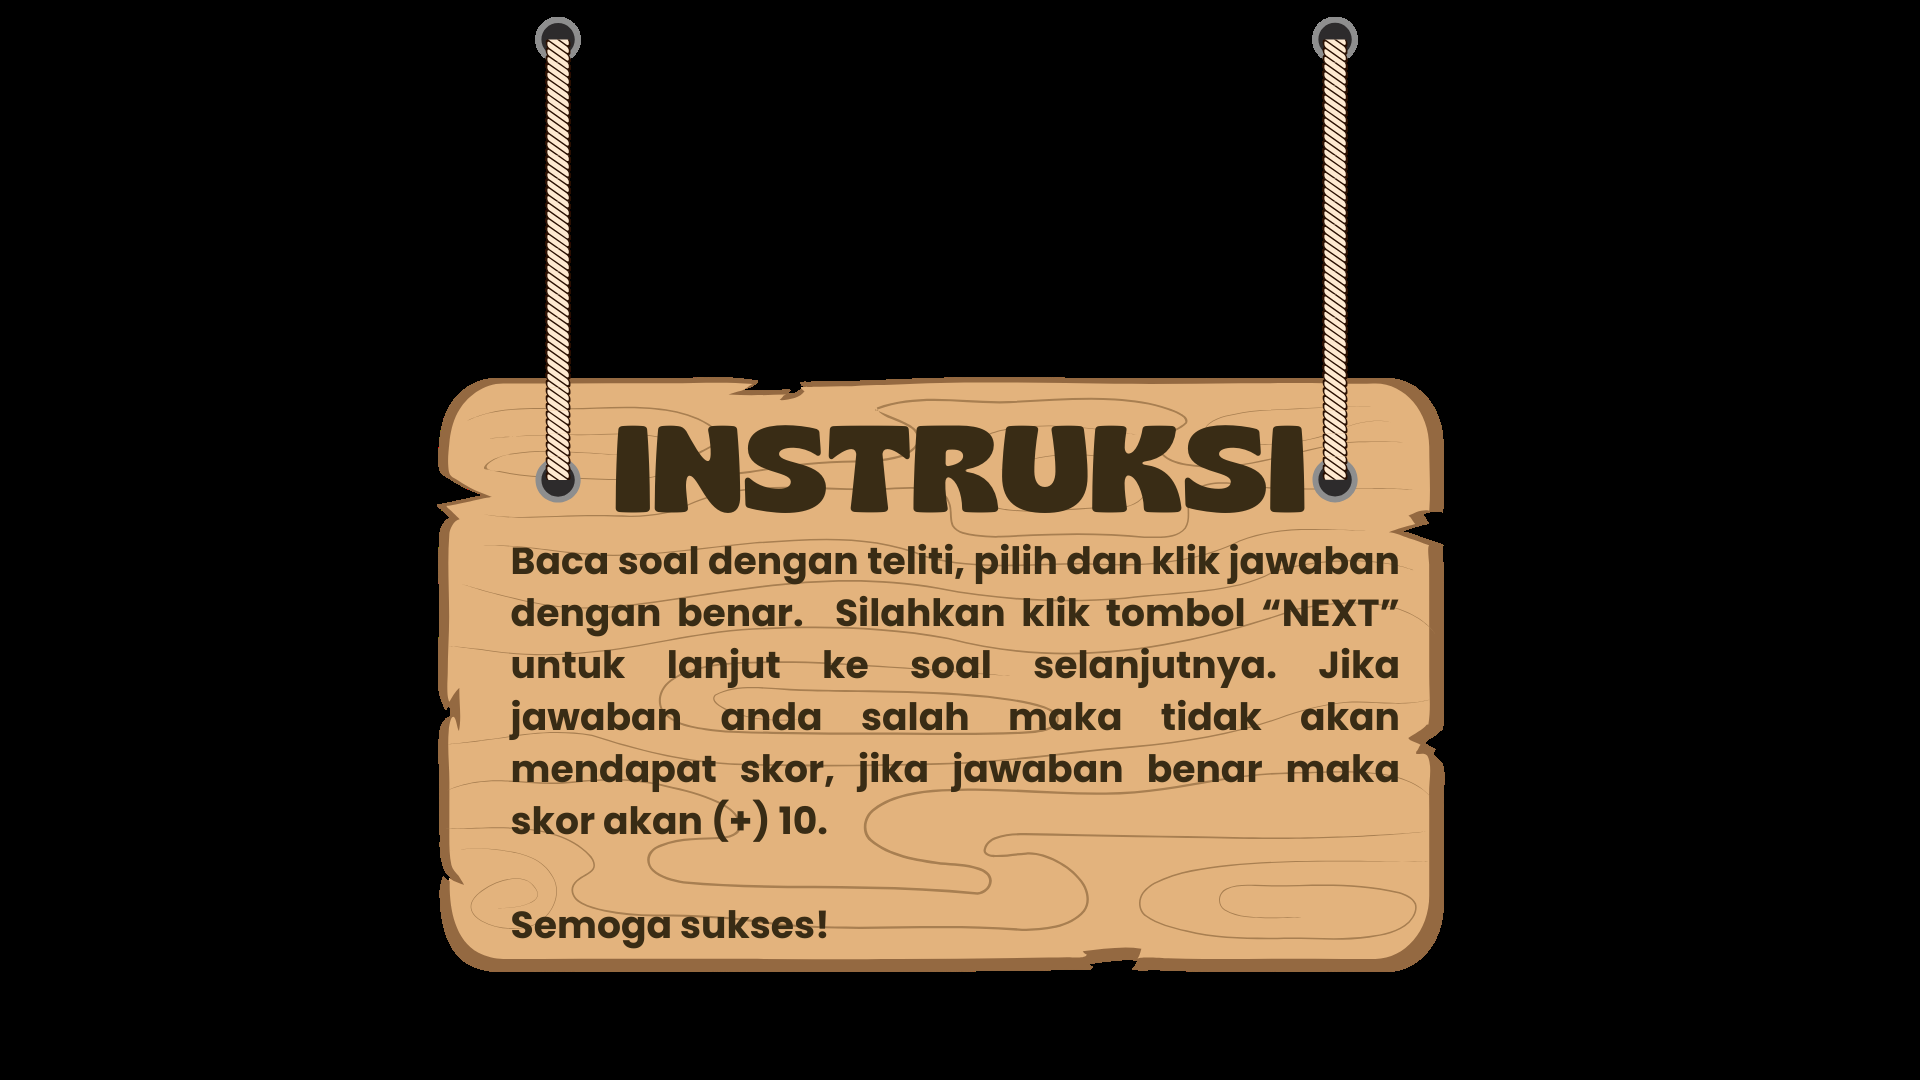 INSTRUKSI
Baca soal dengan teliti, pilih dan klik jawaban
dengan benar. Silahkan klik tombol “NEXT”
untuk lanjut ke soal selanjutnya. Jika
jawaban anda salah maka tidak akan
mendapat skor, jika jawaban benar maka
skor akan (+) 10.
Semoga sukses!